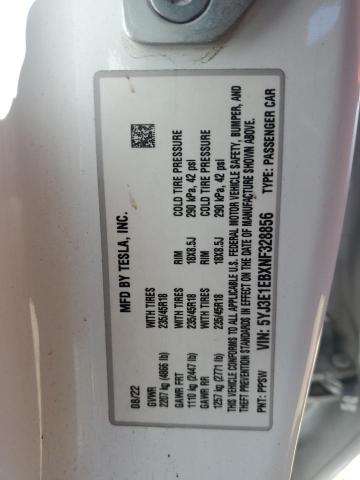 MFD BY TESLA, INC.
08/22
GVWR
2207 kg (4866 lb)
GAWR FRT WITH TIRES RIM COLD TIRE PRESSURE
1110 kg (2447 lb) 235/45R18 18X8.5J 290 kPa, 42 psi
GAWR RR WITH TIRES RIM COLD TIRE PRESSURE
1257 kg (2771 lb) 235/45R18 18X8.5J 290 kPa, 42 psi
THIS VEHICLE CONFORMS TO ALL APPLICABLE U.S. FEDERAL MOTOR VEHICLE SAFETY, BUMPER, AND
THEFT PREVENTION STANDARDS IN EFFECT ON THE DATE OF MANUFACTURE SHOWN ABOVE.
VIN: 5YJ3E1EBXNF328856
PNT: PPSW TYPE: PASSENGER CAR